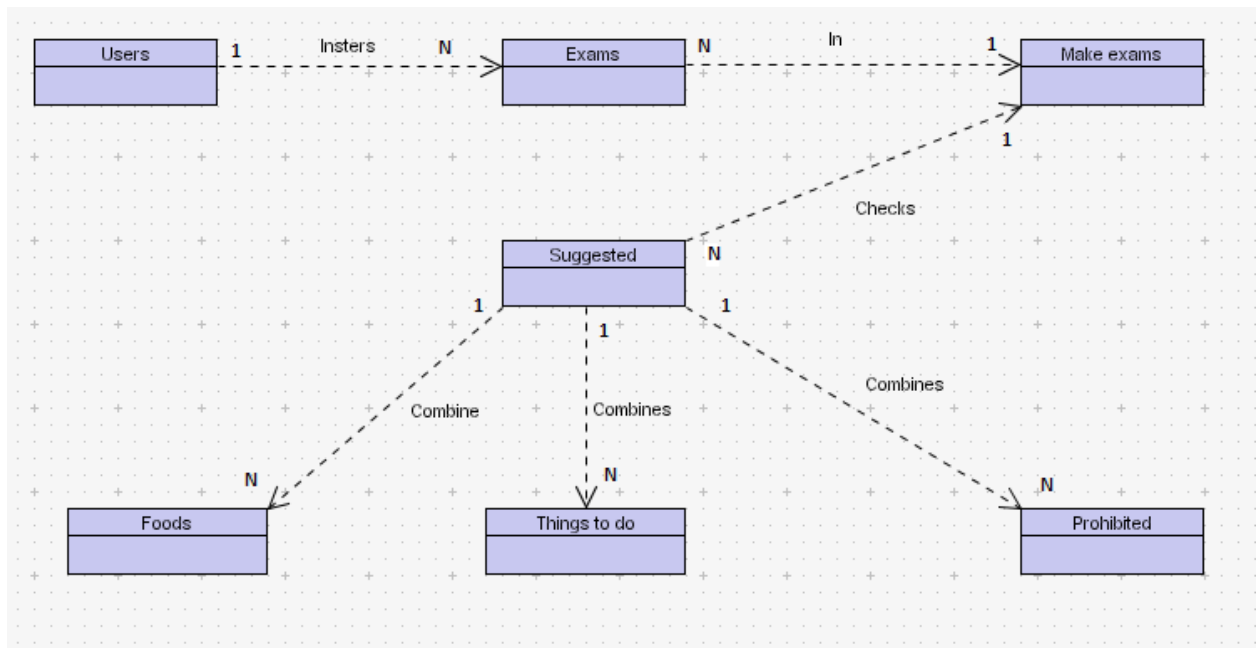 Users
1
Insters
N
Exams
N
In
1
Make exams
1
Checks
Suggested
N
1
1
1
Combine
Combines
Combines
N
N
N
Foods
Things to do
Prohibited